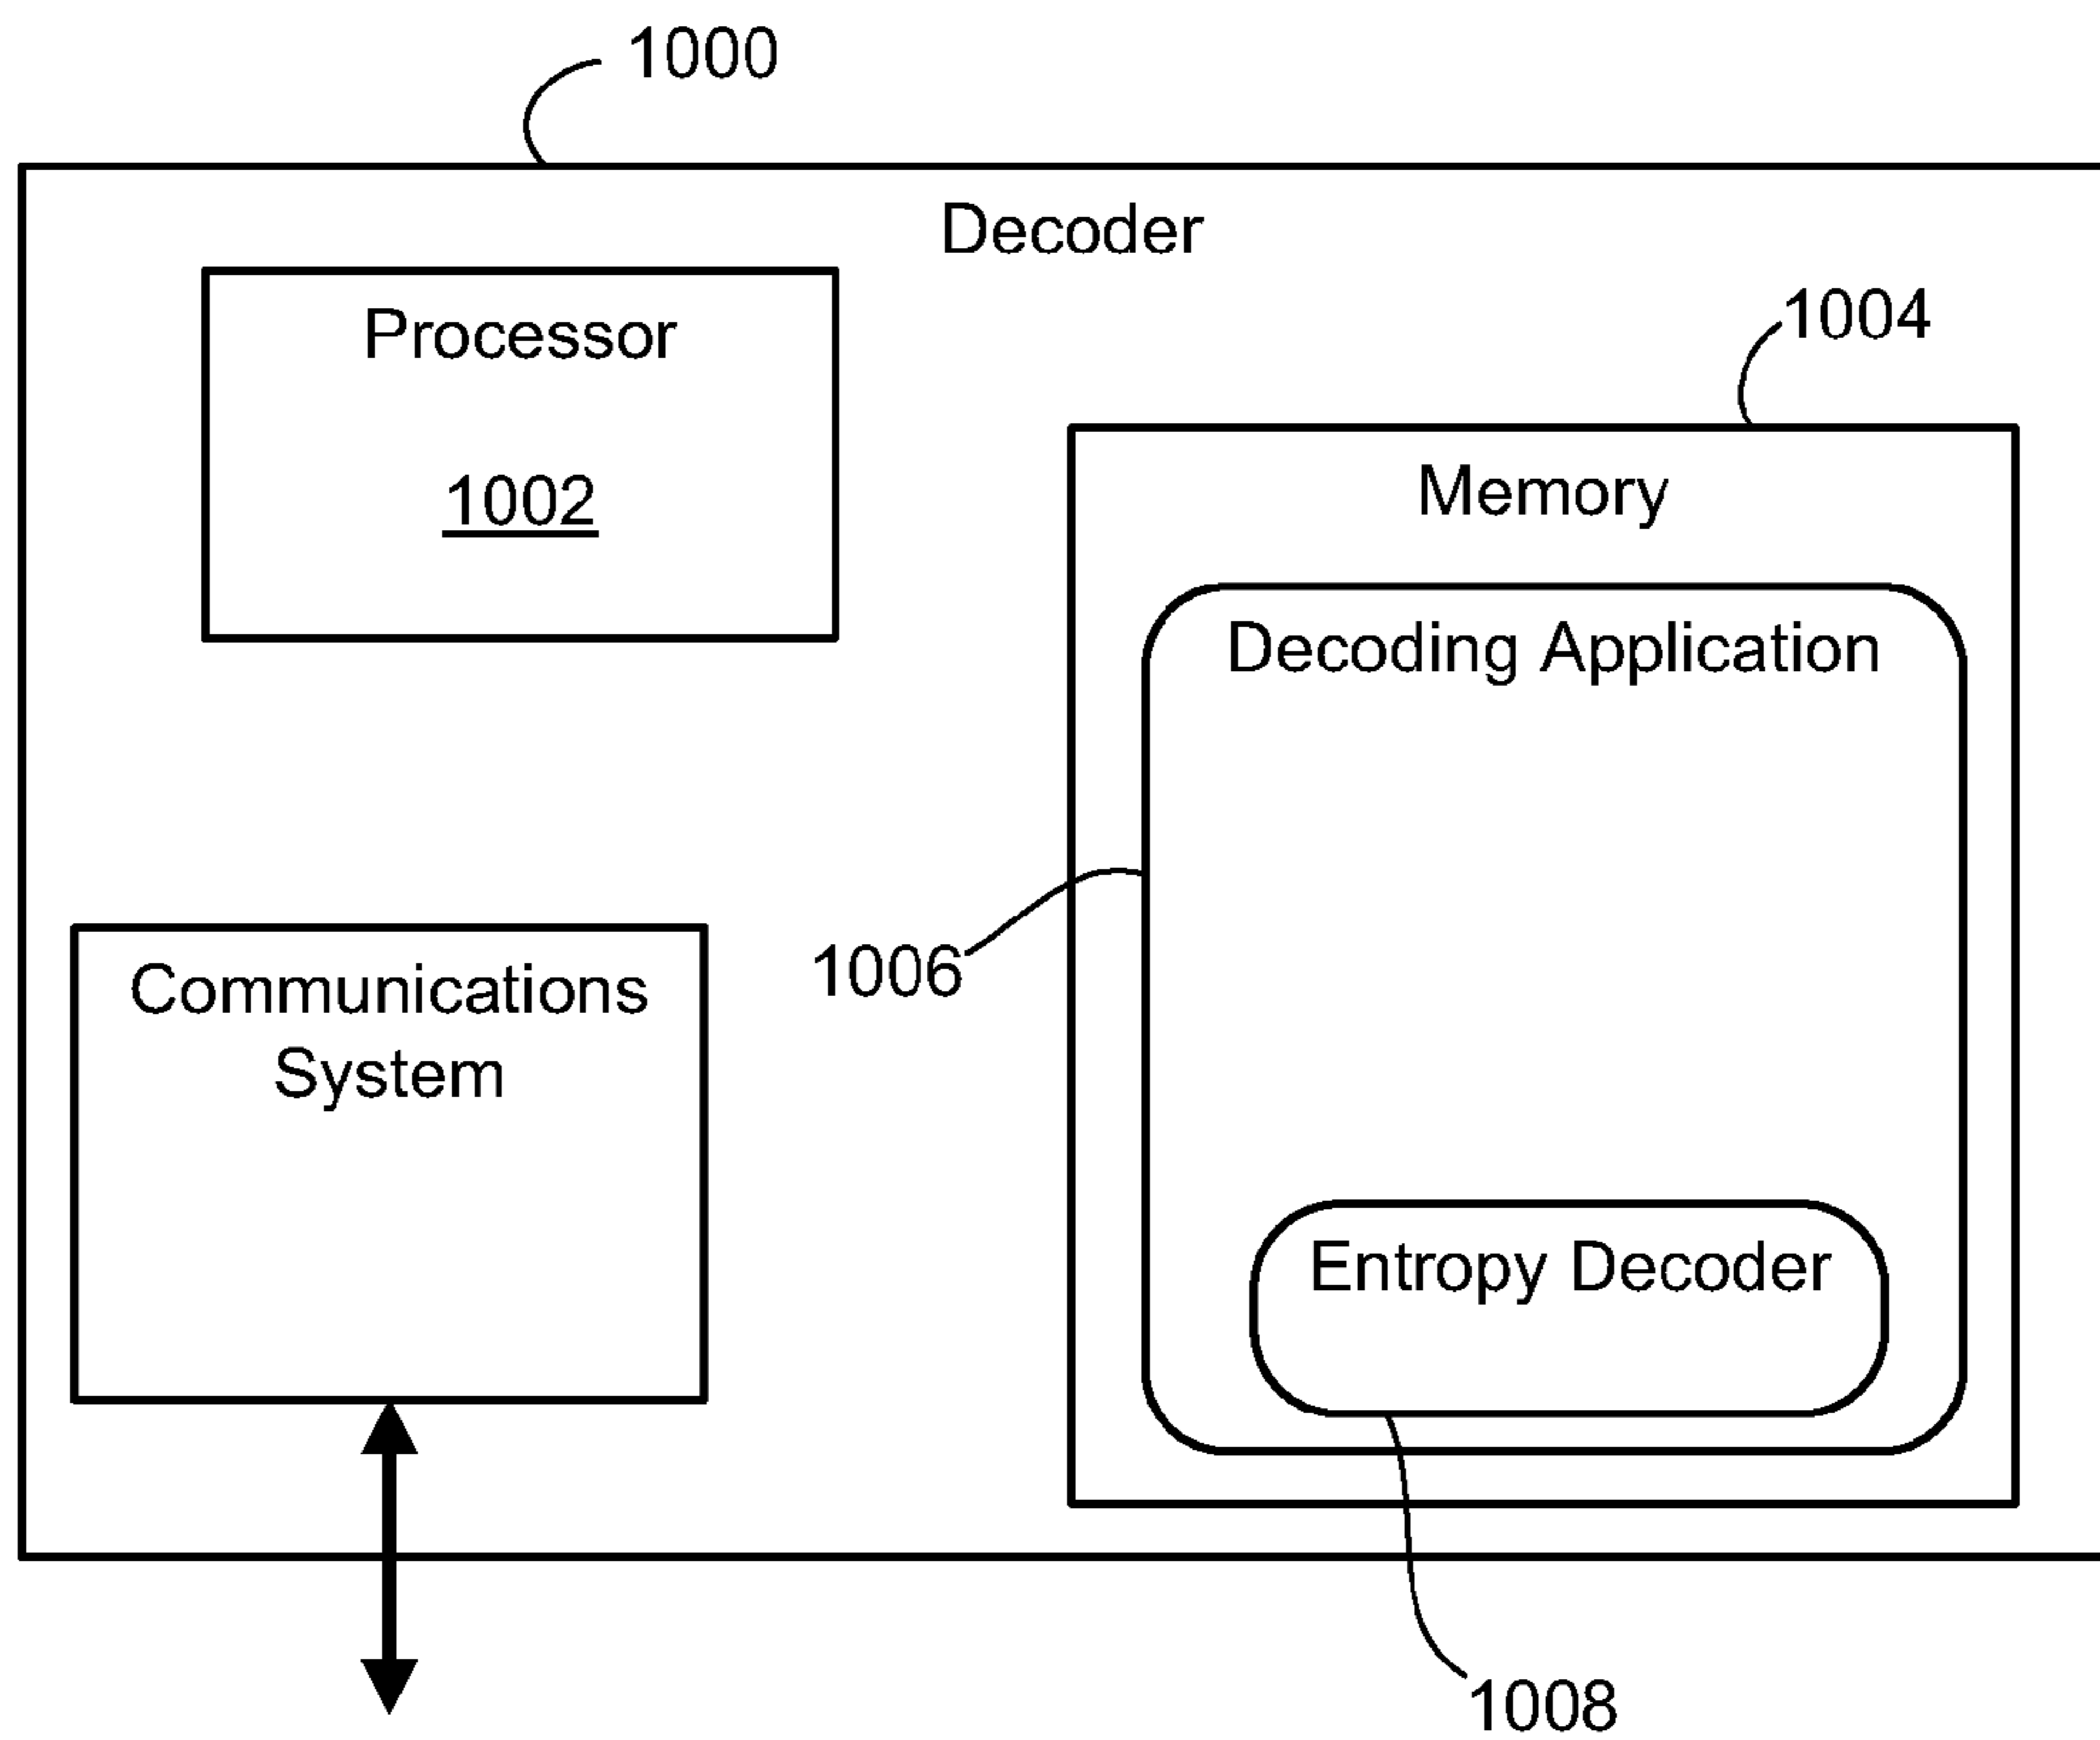 1000
Decoder
Processor
1002
1004
Memory
Decoding Application
1006
Communications
System
Entropy Decoder
1008